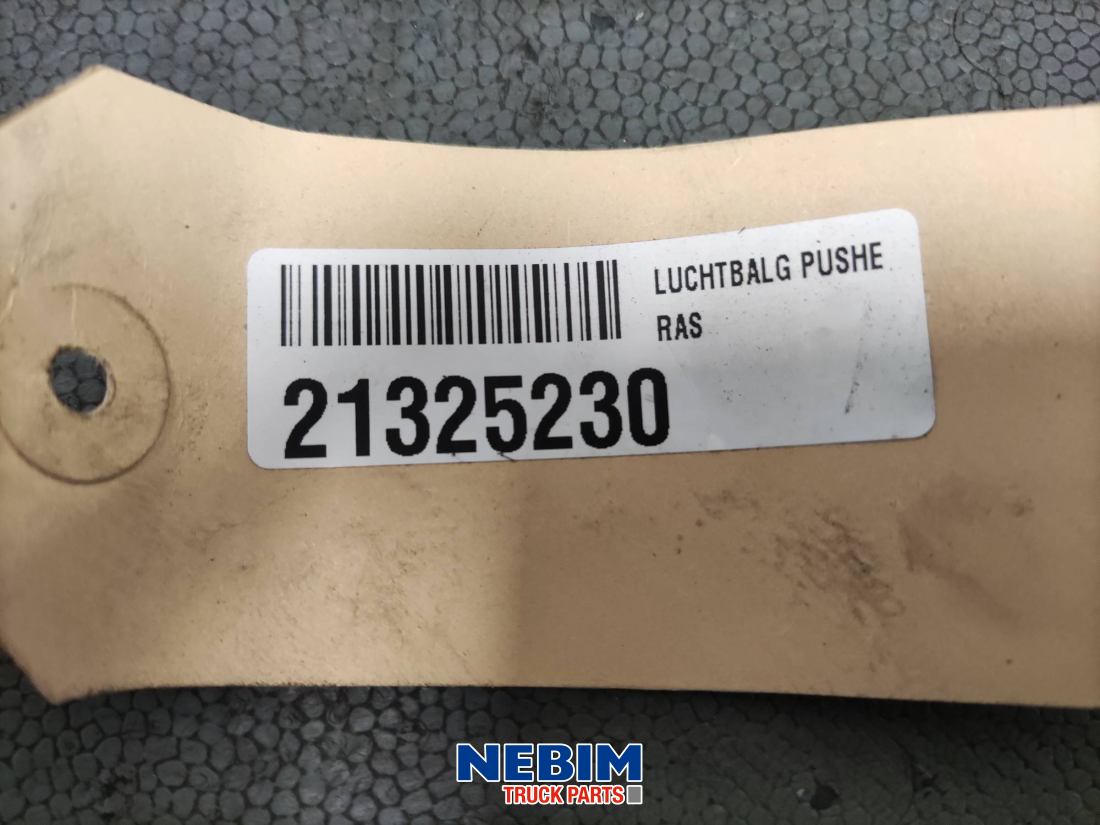 LUCHTBALG PUSHE
RAS
21325230
NEBIM
TRUCK PARTS